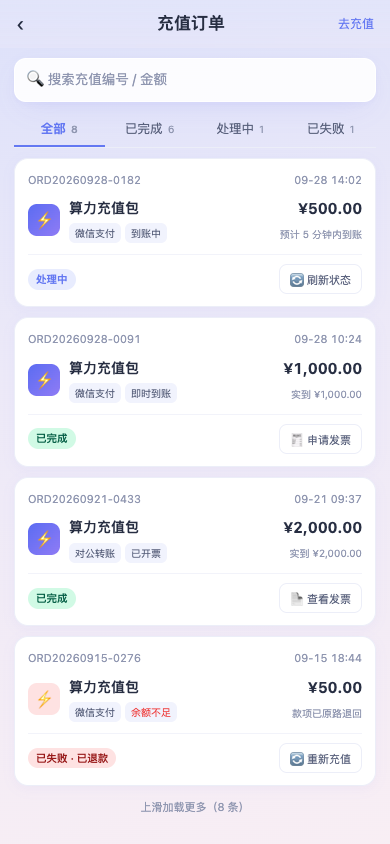 充值订单
去充值
搜索充值编号 / 金额
全部 8
已完成 6
处理中 1
已失败 1
ORD20260928-0182
09-28 14:02
算力充值包
¥500.00
微信支付
到账中
预计 5 分钟内到账
处理中
刷新状态
ORD20260928-0091
09-28 10:24
算力充值包
¥1,000.00
微信支付
即时到账
实到 ¥1,000.00
已完成
申请发票
ORD20260921-0433
09-21 09:37
算力充值包
¥2,000.00
对公转账
已开票
实到 ¥2,000.00
已完成
查看发票
ORD20260915-0276
09-15 18:44
算力充值包
¥50.00
微信支付
余额不足
款项已原路退回
已失败 · 已退款
重新充值
上滑加载更多（8 条）